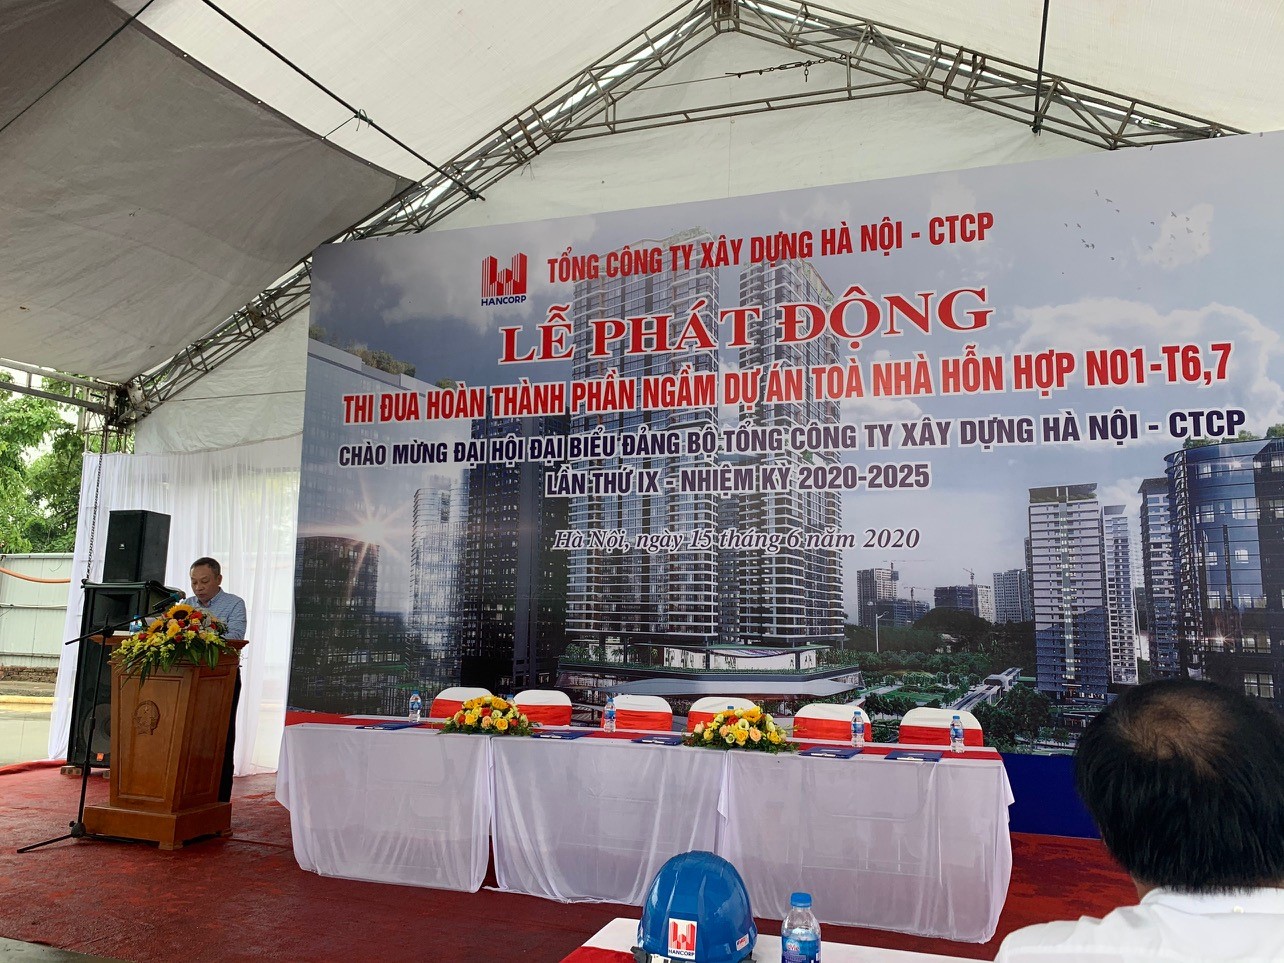 TỔNG CÔNG TY XÂY DỰNG HÀ NỘI - CTCP
HANCORP
LỄ PHÁT ĐỘNG
THI ĐUA HOÀN THÀNH PHẦN NGẦM DỰ ÁN TOÀ NHÀ HỖN HỢP N01-T6,7
CHÀO MỪNG ĐẠI HỘI ĐẠI BIỂU ĐẢNG BỘ TỔNG CÔNG TY XÂY DỰNG HÀ NỘI - CTCP
LẦN THỨ IX - NHIỆM KỲ 2020-2025
Hà Nội, ngày 15 tháng 6 năm 2020
HANCORP